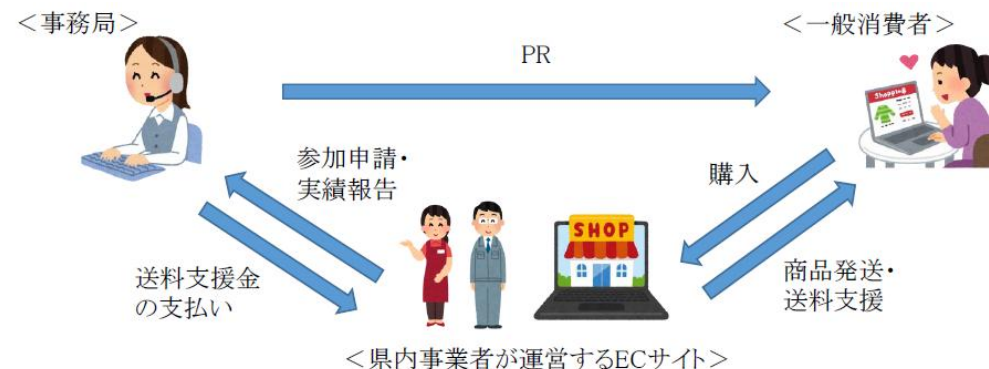 ＜事務局＞
＜一般消費者＞
PR
Shopping
参加申請・
実績報告
購入
SHOP
送料支援金
の支払い
商品発送・
送料支援
＜県内事業者が運営するECサイト＞